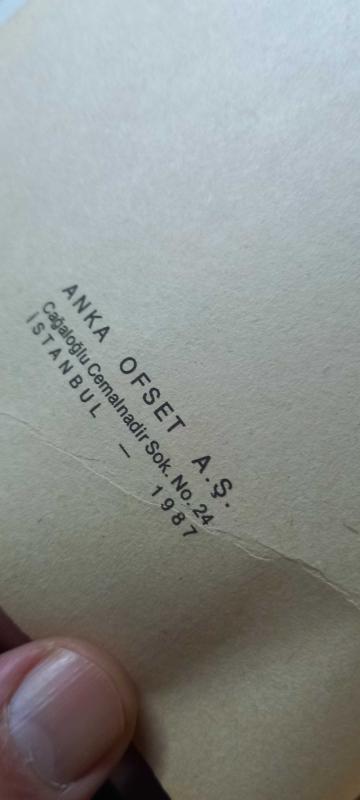 ANKA OFSET A.Ş.
Cağaloğlu Cemalnadir Sok. No. 24
İSTANBUL — 1987